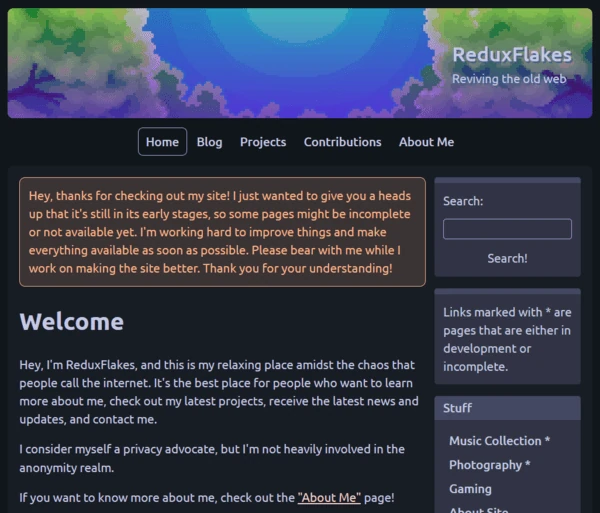 ReduxFlakes
Reviving the old web
Home Blog Projects Contributions About Me
Hey, thanks for checking out my site! I just wanted to give you a heads
up that it's still in its early stages, so some pages might be incomplete
or not available yet. I'm working hard to improve things and make
everything available as soon as possible. Please bear with me while I
work on making the site better. Thank you for your understanding!
Welcome
Hey, I'm ReduxFlakes, and this is my relaxing place amidst the chaos that
people call the internet. It's the best place for people who want to learn
more about me, check out my latest projects, receive the latest news and
updates, and contact me.
I consider myself a privacy advocate, but I'm not heavily involved in the
anonymity realm.
If you want to know more about me, check out the "About Me" page!
Search:
Search!
Links marked with * are
pages that are either in
development or
incomplete.
Stuff
Music Collection *
Photography *
Gaming
About Site